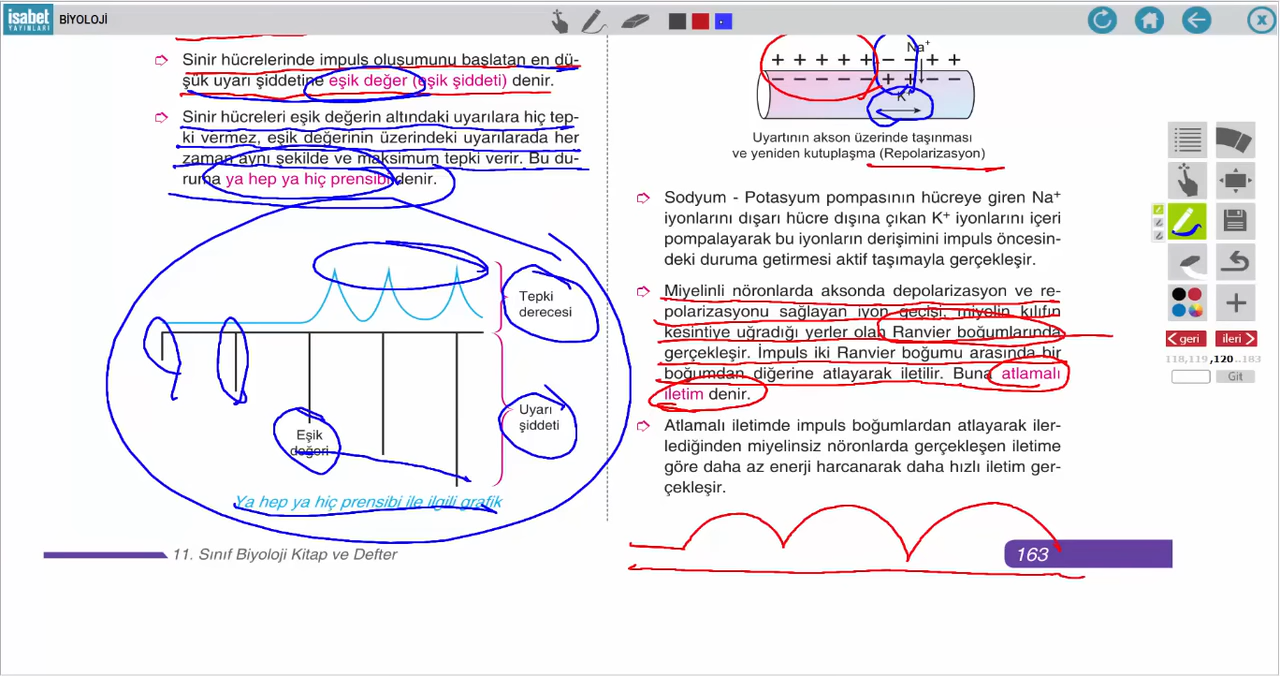 isabet
YAYINLARI
BİYOLOJİ
Sinir hücrelerinde impuls oluşumunu başlatan en dü-
şük uyarı şiddetine eşik değer (eşik şiddeti) denir.
Sinir hücreleri eşik değerin altındaki uyarılara hiç tep-
ki vermez, eşik değerinin üzerindeki uyarılarada her
zaman aynı şekilde ve maksimum tepki verir. Bu du-
ruma ya hep ya hiç prensibi denir.
Tepki
derecesi
Uyarı
şiddeti
Eşik
değeri
Ya hep ya hiç prensibi ile ilgili grafik
11. Sınıf Biyoloji Kitap ve Defter
Na+
+ + + + + − − + +
− − − − − + + − −
K+
Uyartının akson üzerinde taşınması
ve yeniden kutuplaşma (Repolarizasyon)
Sodyum - Potasyum pompasının hücreye giren Na+
iyonlarını dışarı hücre dışına çıkan K+ iyonlarını içeri
pompalayarak bu iyonların derişimini impuls öncesin-
deki duruma getirmesi aktif taşımayla gerçekleşir.
Miyelinli nöronlarda aksonda depolarizasyon ve re-
polarizasyonu sağlayan iyon geçişi, miyelin kılıfın
kesintiye uğradığı yerler olan Ranvier boğumlarında
gerçekleşir. İmpuls iki Ranvier boğumu arasında bir
boğumdan diğerine atlayarak iletilir. Buna atlamalı
iletim denir.
Atlamalı iletimde impuls boğumlardan atlayarak iler-
lediğinden miyelinsiz nöronlarda gerçekleşen iletime
göre daha az enerji harcanarak daha hızlı iletim ger-
çekleşir.
163
geri
ileri
118,119,120..183
Git